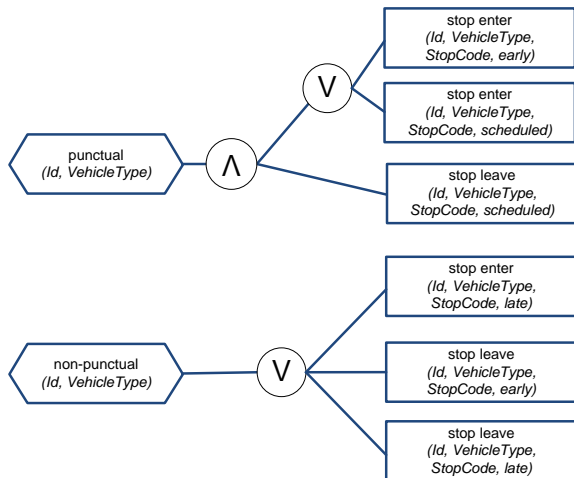 stop enter
(Id, VehicleType,
StopCode, early)
V
stop enter
(Id, VehicleType,
StopCode, scheduled)
punctual
(Id, VehicleType)
Λ
stop leave
(Id, VehicleType,
StopCode, scheduled)
stop enter
(Id, VehicleType,
StopCode, late)
non-punctual
(Id, VehicleType)
V
stop leave
(Id, VehicleType,
StopCode, early)
stop leave
(Id, VehicleType,
StopCode, late)